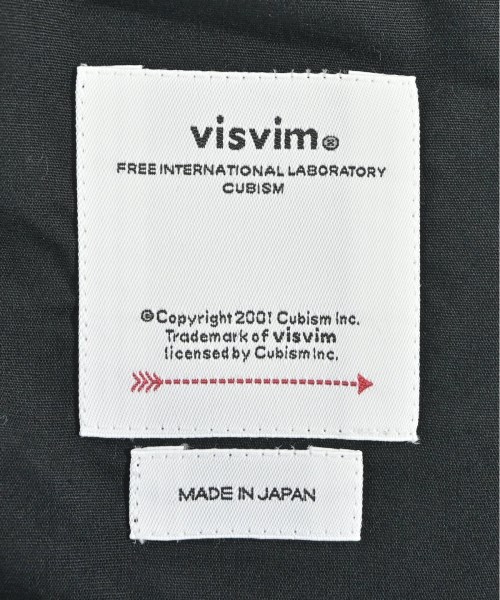 visvim®
FREE INTERNATIONAL LABORATORY
CUBISM
©Copyright 2001 Cubism Inc.
Trademark of visvim
licensed by Cubism Inc.
MADE IN JAPAN